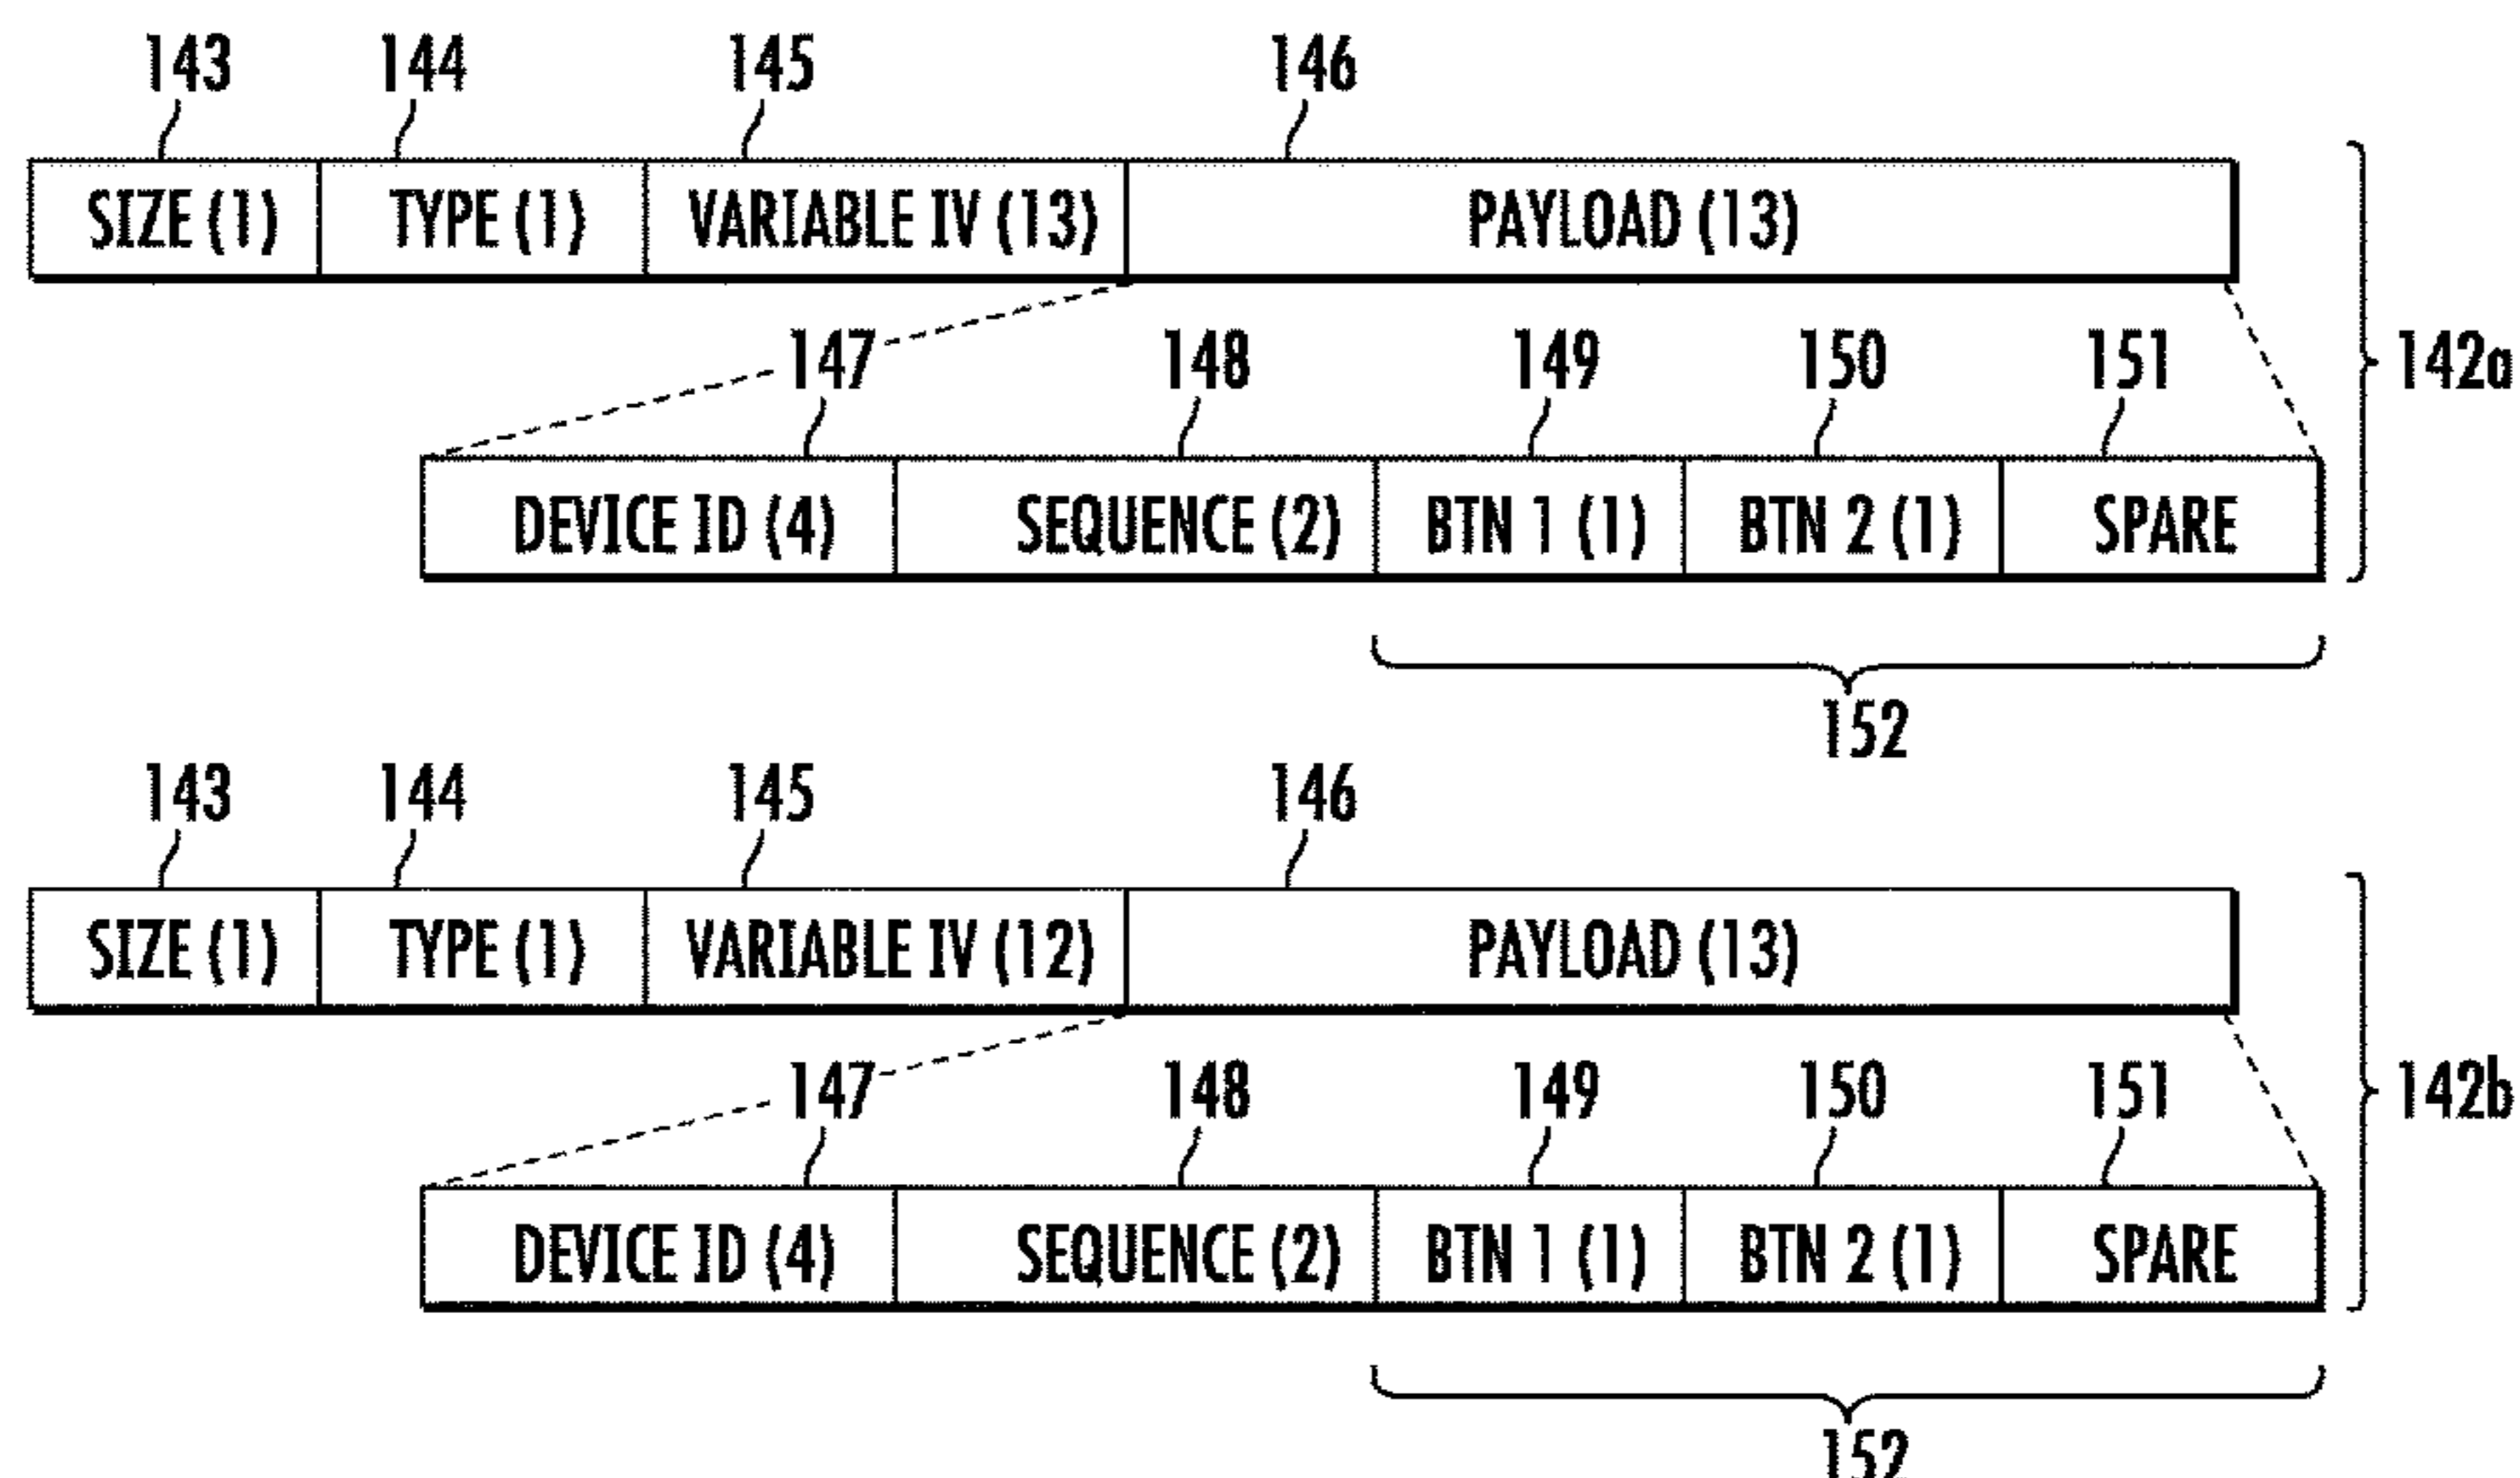 143 144 145 146
SIZE (1) TYPE (1) VARIABLE IV (13) PAYLOAD (13)
147 148 149 150 151 142a
DEVICE ID (4) SEQUENCE (2) BTN 1 (1) BTN 2 (1) SPARE
152
143 144 145 146
SIZE (1) TYPE (1) VARIABLE IV (12) PAYLOAD (13)
147 148 149 150 151 142b
DEVICE ID (4) SEQUENCE (2) BTN 1 (1) BTN 2 (1) SPARE
152